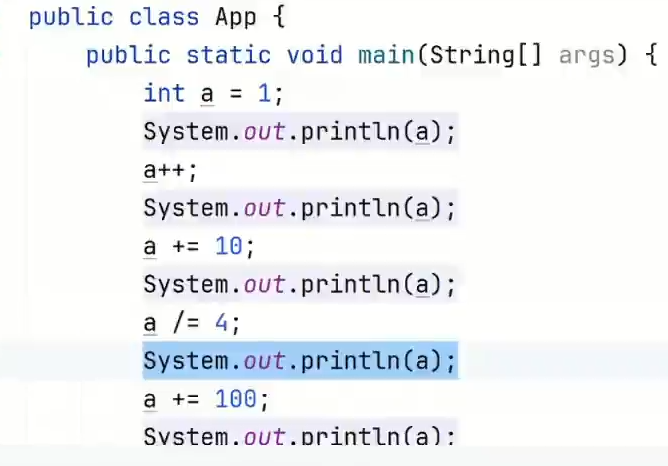 public class App {
public static void main(String[] args) {
int a = 1;
System.out.println(a);
a++;
System.out.println(a);
a += 10;
System.out.println(a);
a /= 4;
System.out.println(a);
a += 100;
System.out.println(a);